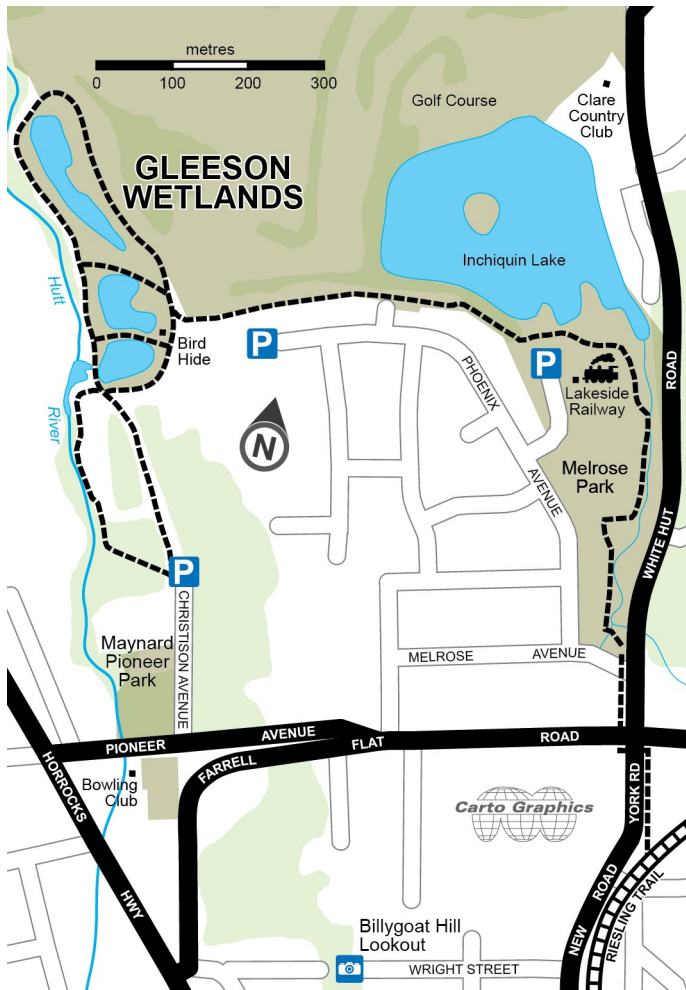 metres
0 100 200 300
Golf Course
Clare
Country
Club
GLEESON
WETLANDS
Inchiquin Lake
Hutt
River
Bird
Hide
P
P
PHOENIX
AVENUE
Lakeside
Railway
ROAD
WHITE HUT
N
Melrose
Park
P
CHRISTISON AVENUE
Maynard
Pioneer
Park
MELROSE AVENUE
PIONEER AVENUE
FARRELL FLAT ROAD
HORROCKS
HWY
Bowling
Club
Carto Graphics
YORK RD
NEW ROAD
RIESLING TRAIL
Billygoat Hill
Lookout
WRIGHT STREET